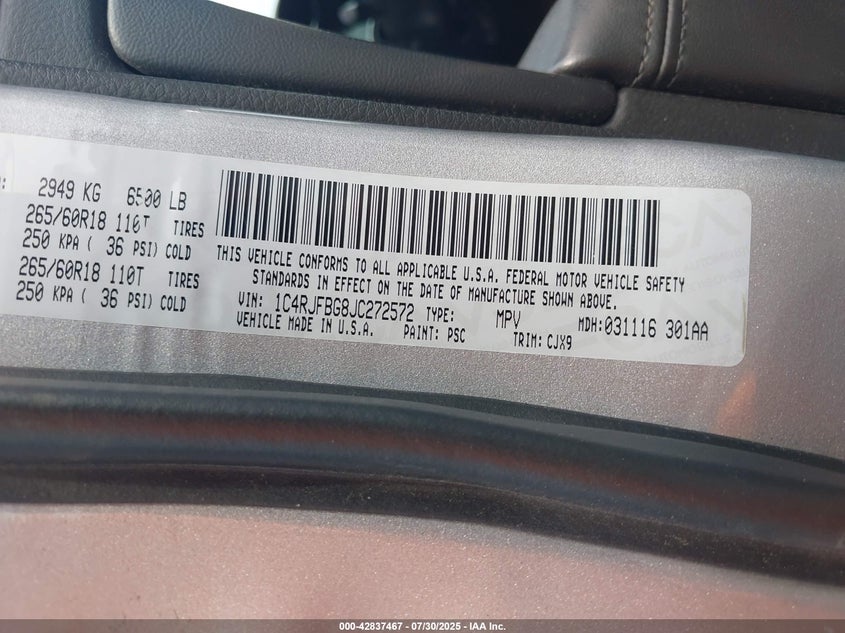 2949 KG 6500 LB
265/60R18 110T TIRES
250 KPA ( 36 PSI) COLD
265/60R18 110T TIRES
250 KPA ( 36 PSI) COLD
THIS VEHICLE CONFORMS TO ALL APPLICABLE U.S.A. FEDERAL MOTOR VEHICLE SAFETY
STANDARDS IN EFFECT ON THE DATE OF MANUFACTURE SHOWN ABOVE.
VIN: 1C4RJFBG8JC272572 TYPE: MPV MDH:031116 301AA
VEHICLE MADE IN U.S.A. PAINT: PSC TRIM: CJX9
000-42837467 - 07/30/2025 - IAA Inc.